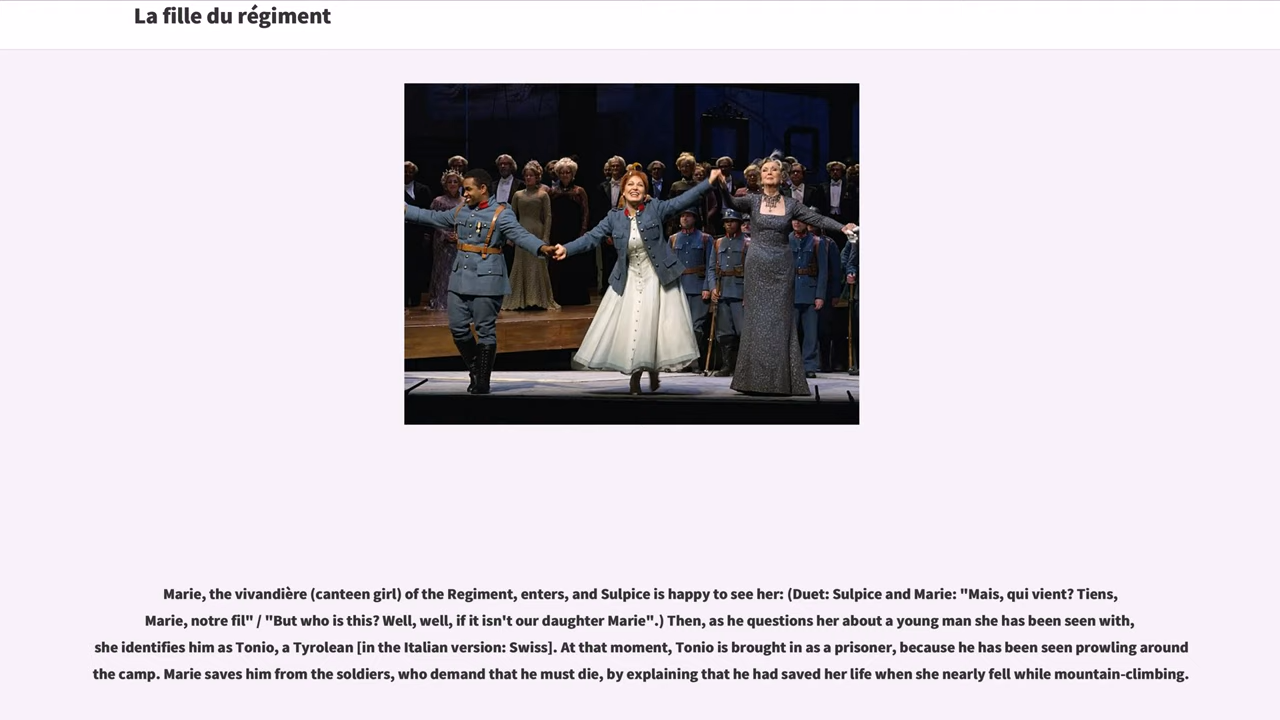 La fille du régiment
Marie, the vivandière (canteen girl) of the Regiment, enters, and Sulpice is happy to see her: (Duet: Sulpice and Marie: "Mais, qui vient? Tiens,
Marie, notre fil" / "But who is this? Well, well, if it isn't our daughter Marie".) Then, as he questions her about a young man she has been seen with,
she identifies him as Tonio, a Tyrolean [in the Italian version: Swiss]. At that moment, Tonio is brought in as a prisoner, because he has been seen prowling around
the camp. Marie saves him from the soldiers, who demand that he must die, by explaining that he had saved her life when she nearly fell while mountain-climbing.